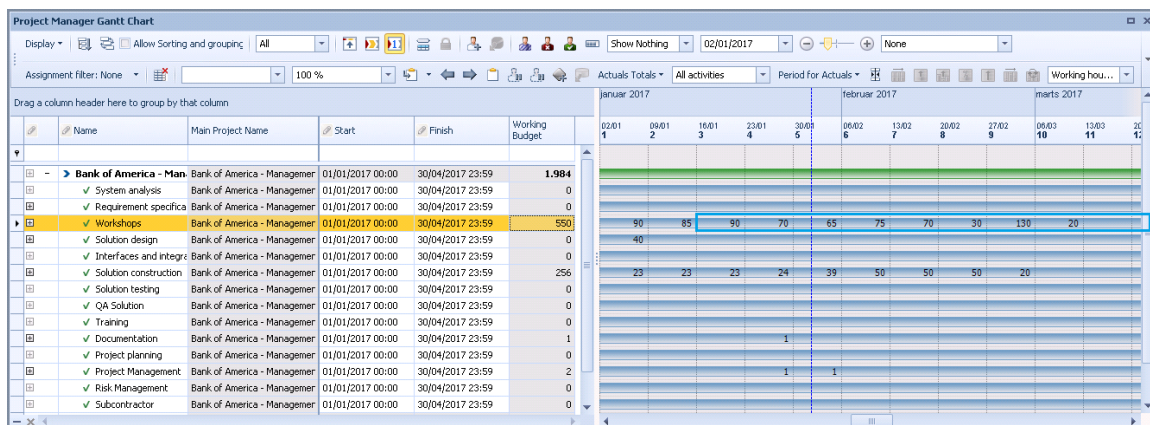 Project Manager Gantt Chart
Display Allow Sorting and grouping All Show Nothing 02/01/2017 None
Assignment filter: None 100 % Actuals Totals All activities Period for Actuals Working hou...
Drag a column header here to group by that column
januar 2017 februar 2017 marts 2017
Name Main Project Name Start Finish Working Budget
02/01 09/01 16/01 23/01 30/01 06/02 13/02 20/02 27/02 06/03 13/03 20
1 2 3 4 5 6 7 8 9 10 11 12
Bank of America - Man Bank of America - Managemer 01/01/2017 00:00 30/04/2017 23:59 1.984
System analysis Bank of America - Managemer 01/01/2017 00:00 30/04/2017 23:59 0
Requirement specifica Bank of America - Managemer 01/01/2017 00:00 30/04/2017 23:59 0
Workshops Bank of America - Managemer 01/01/2017 00:00 30/04/2017 23:59 550 90 85 90 70 65 75 70 30 130 20
Solution design Bank of America - Managemer 01/01/2017 00:00 30/04/2017 23:59 0 40
Interfaces and integra Bank of America - Managemer 01/01/2017 00:00 30/04/2017 23:59 0
Solution construction Bank of America - Managemer 01/01/2017 00:00 30/04/2017 23:59 256 23 23 23 24 39 50 50 50 20
Solution testing Bank of America - Managemer 01/01/2017 00:00 30/04/2017 23:59 0
QA Solution Bank of America - Managemer 01/01/2017 00:00 30/04/2017 23:59 0
Training Bank of America - Managemer 01/01/2017 00:00 30/04/2017 23:59 0
Documentation Bank of America - Managemer 01/01/2017 00:00 30/04/2017 23:59 1 1
Project planning Bank of America - Managemer 01/01/2017 00:00 30/04/2017 23:59 0
Project Management Bank of America - Managemer 01/01/2017 00:00 30/04/2017 23:59 2 1 1
Risk Management Bank of America - Managemer 01/01/2017 00:00 30/04/2017 23:59 0
Subcontractor Bank of America - Managemer 01/01/2017 00:00 30/04/2017 23:59 0